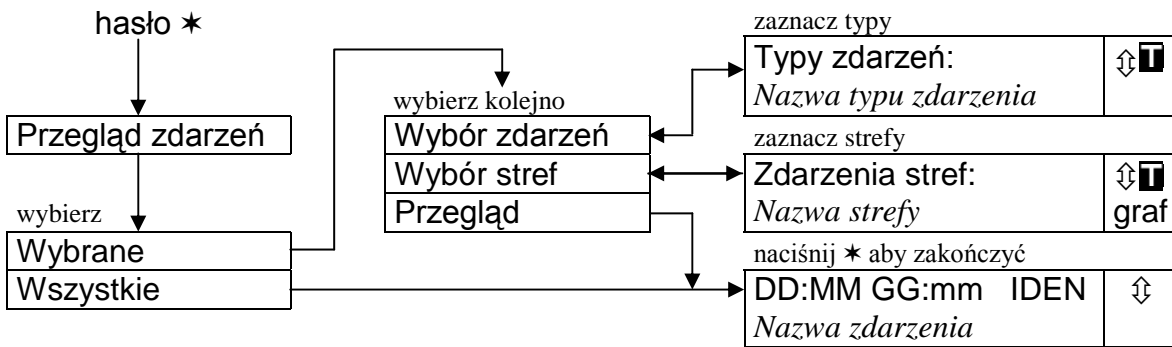 hasło ✶
Przegląd zdarzeń
wybierz
Wybrane
Wszystkie
wybierz kolejno
Wybór zdarzeń
Wybór stref
Przegląd
zaznacz typy
Typy zdarzeń:
⇳ T
Nazwa typu zdarzenia
zaznacz strefy
Zdarzenia stref:
⇳ T
Nazwa strefy
graf
naciśnij ✶ aby zakończyć
DD:MM GG:mm IDEN
⇳
Nazwa zdarzenia